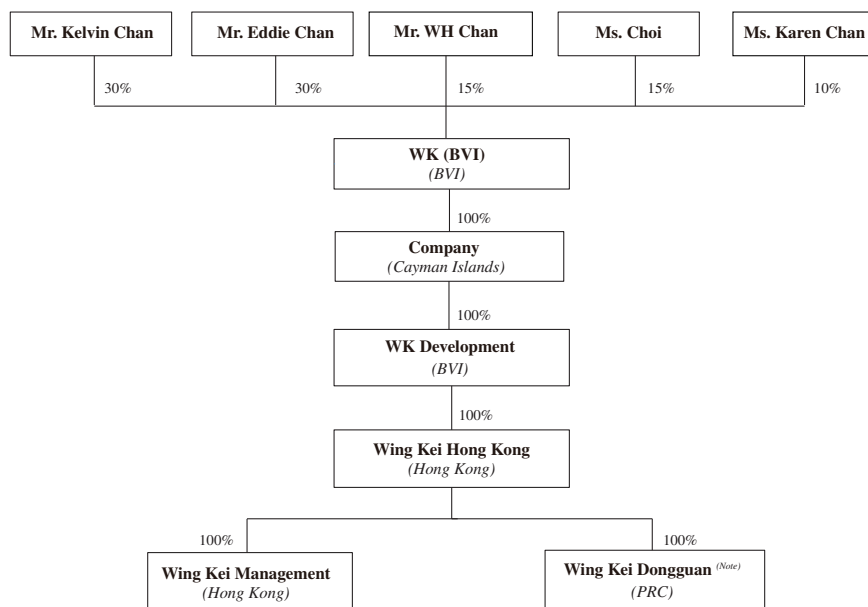 Mr. Kelvin Chan
Mr. Eddie Chan
Mr. WH Chan
Ms. Choi
Ms. Karen Chan
30%
30%
15%
15%
10%
WK (BVI)
(BVI)
100%
Company
(Cayman Islands)
100%
WK Development
(BVI)
100%
Wing Kei Hong Kong
(Hong Kong)
100%
100%
Wing Kei Management
(Hong Kong)
Wing Kei Dongguan (Note)
(PRC)